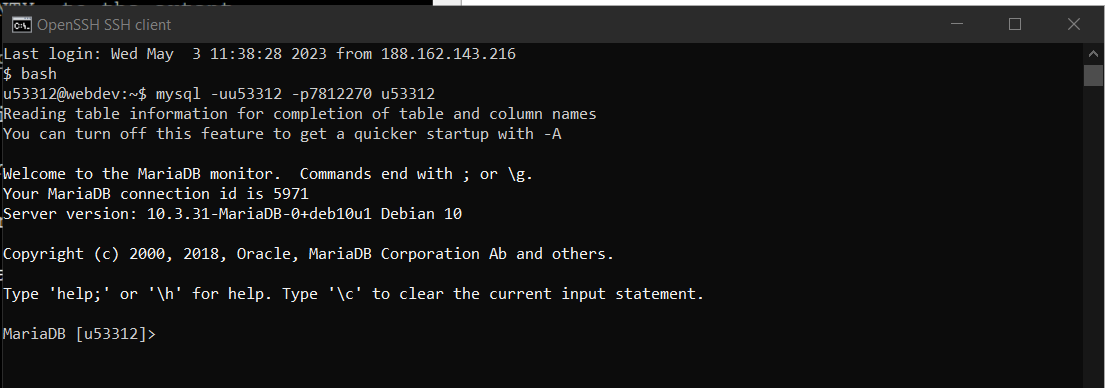 OpenSSH SSH client
Last login: Wed May  3 11:38:28 2023 from 188.162.143.216
$ bash
u53312@webdev:~$ mysql -uu53312 -p7812270 u53312
Reading table information for completion of table and column names
You can turn off this feature to get a quicker startup with -A
Welcome to the MariaDB monitor.  Commands end with ; or \g.
Your MariaDB connection id is 5971
Server version: 10.3.31-MariaDB-0+deb10u1 Debian 10
Copyright (c) 2000, 2018, Oracle, MariaDB Corporation Ab and others.
Type 'help;' or '\h' for help. Type '\c' to clear the current input statement.
MariaDB [u53312]>